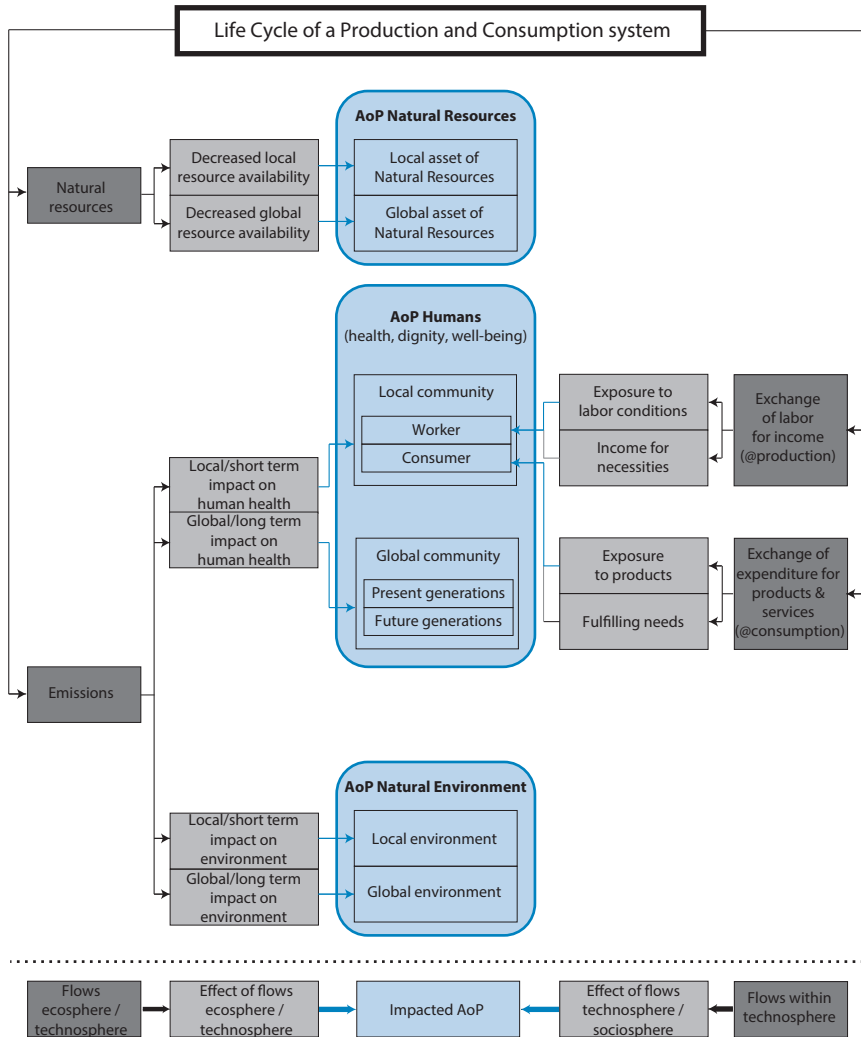 Life Cycle of a Production and Consumption system
AoP Natural Resources
Natural
resources
Decreased local
resource availability
Decreased global
resource availability
Local asset of
Natural Resources
Global asset of
Natural Resources
AoP Humans
(health, dignity, well-being)
Local community
Worker
Consumer
Exposure to
labor conditions
Income for
necessities
Exchange
of labor
for income
(@production)
Local/short term
impact on
human health
Global/long term
impact on
human health
Global community
Present generations
Future generations
Exposure
to products
Fulfilling needs
Exchange of
expenditure for
products &
services
(@consumption)
Emissions
AoP Natural Environment
Local/short term
impact on
environment
Global/long term
impact on
environment
Local environment
Global environment
Flows
ecosphere /
technosphere
Effect of flows
ecosphere /
technosphere
Impacted AoP
Effect of flows
technosphere /
sociosphere
Flows within
technosphere